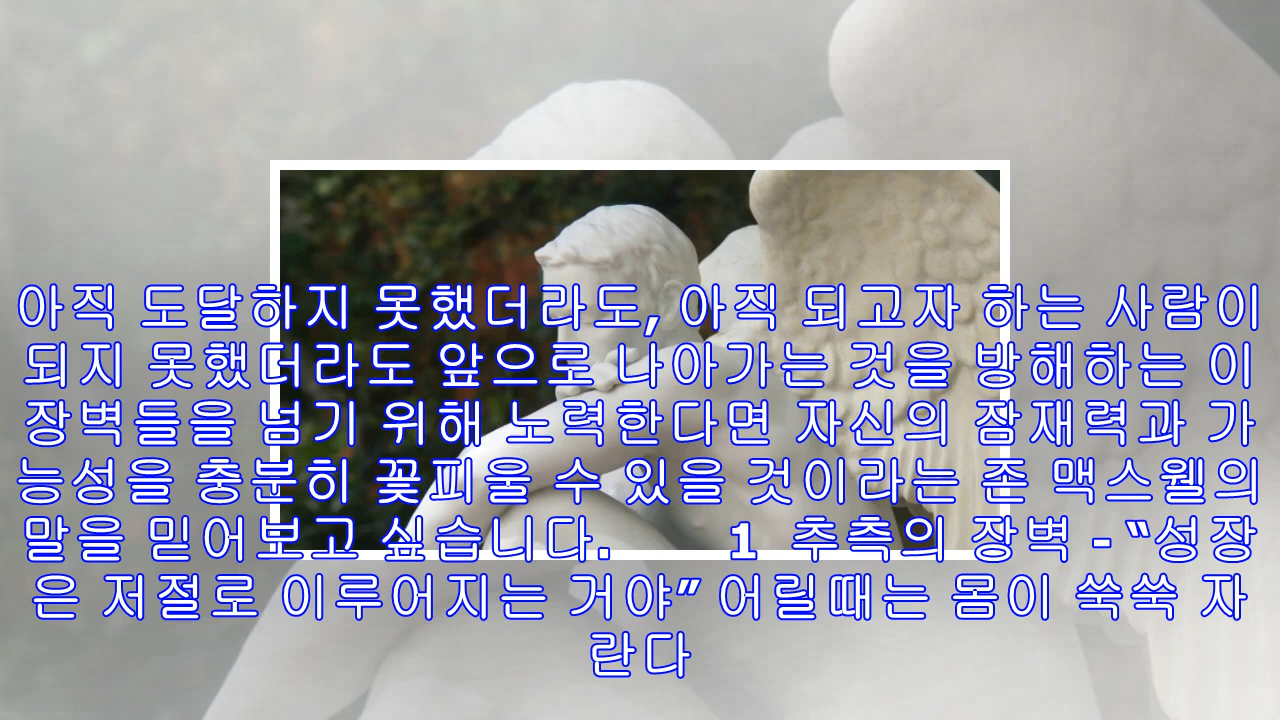 아직 도달하지 못했더라도, 아직 되고자 하는 사람이
되지 못했더라도 앞으로 나아가는 것을 방해하는 이
장벽들을 넘기 위해 노력한다면 자신의 잠재력과 가
능성을 충분히 꽃피울 수 있을 것이라는 존 맥스웰의
말을 믿어보고 싶습니다. 1 추측의 장벽 - “성장
은 저절로 이루어지는 거야” 어릴때는 몸이 쑥쑥 자
란다